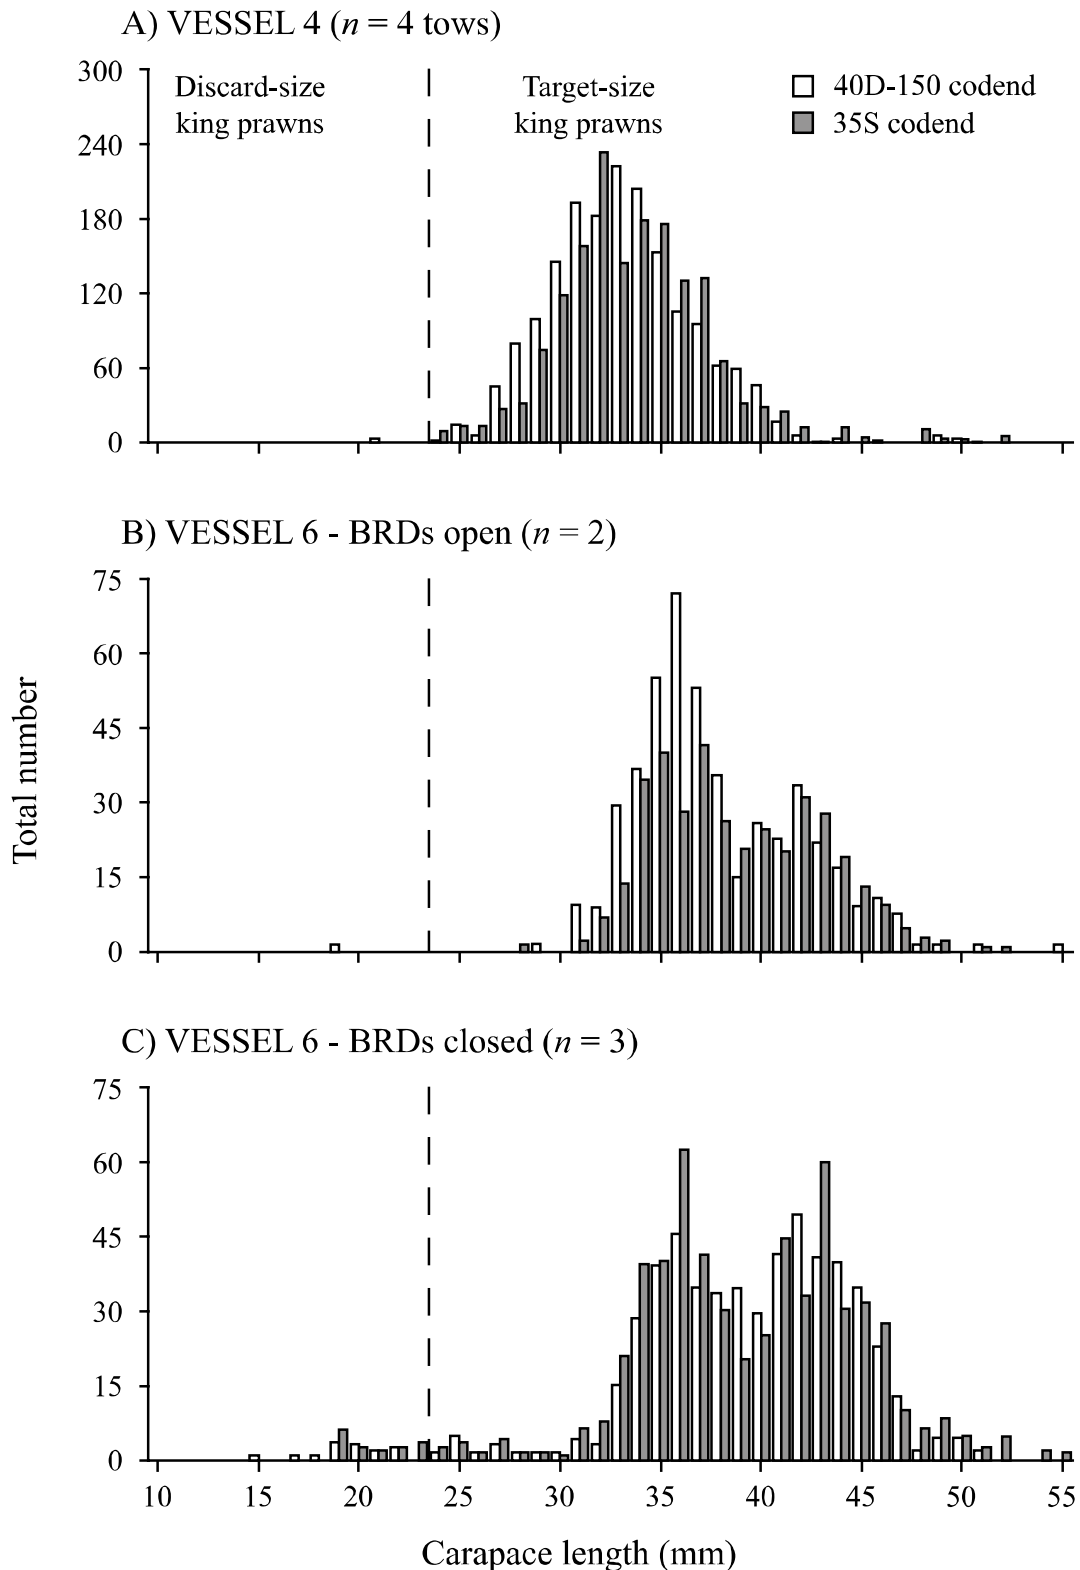 A) VESSEL 4 (n = 4 tows)
300
240
180
120
60
0
Discard-size
king prawns
Target-size
king prawns
40D-150 codend
35S codend
B) VESSEL 6 - BRDs open (n = 2)
75
60
45
30
15
0
Total number
C) VESSEL 6 - BRDs closed (n = 3)
75
60
45
30
15
0
10 15 20 25 30 35 40 45 50 55
Carapace length (mm)